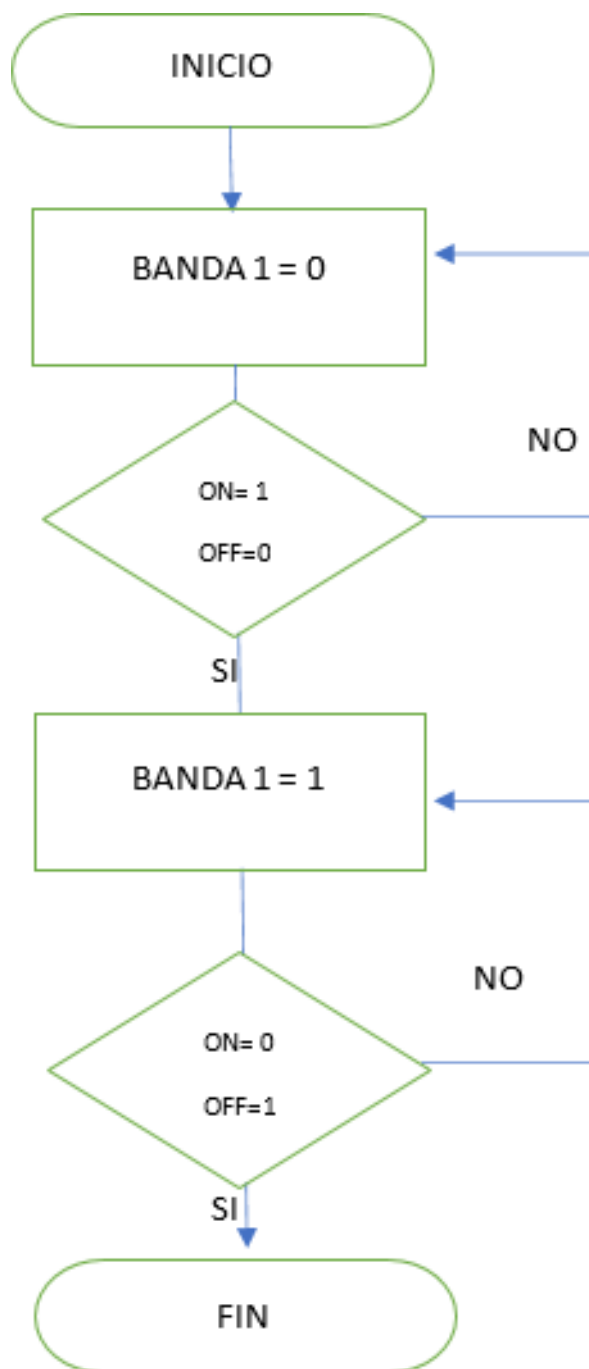 INICIO
BANDA 1 = 0
NO
ON= 1
OFF=0
SI
BANDA 1 = 1
NO
ON= 0
OFF=1
SI
FIN